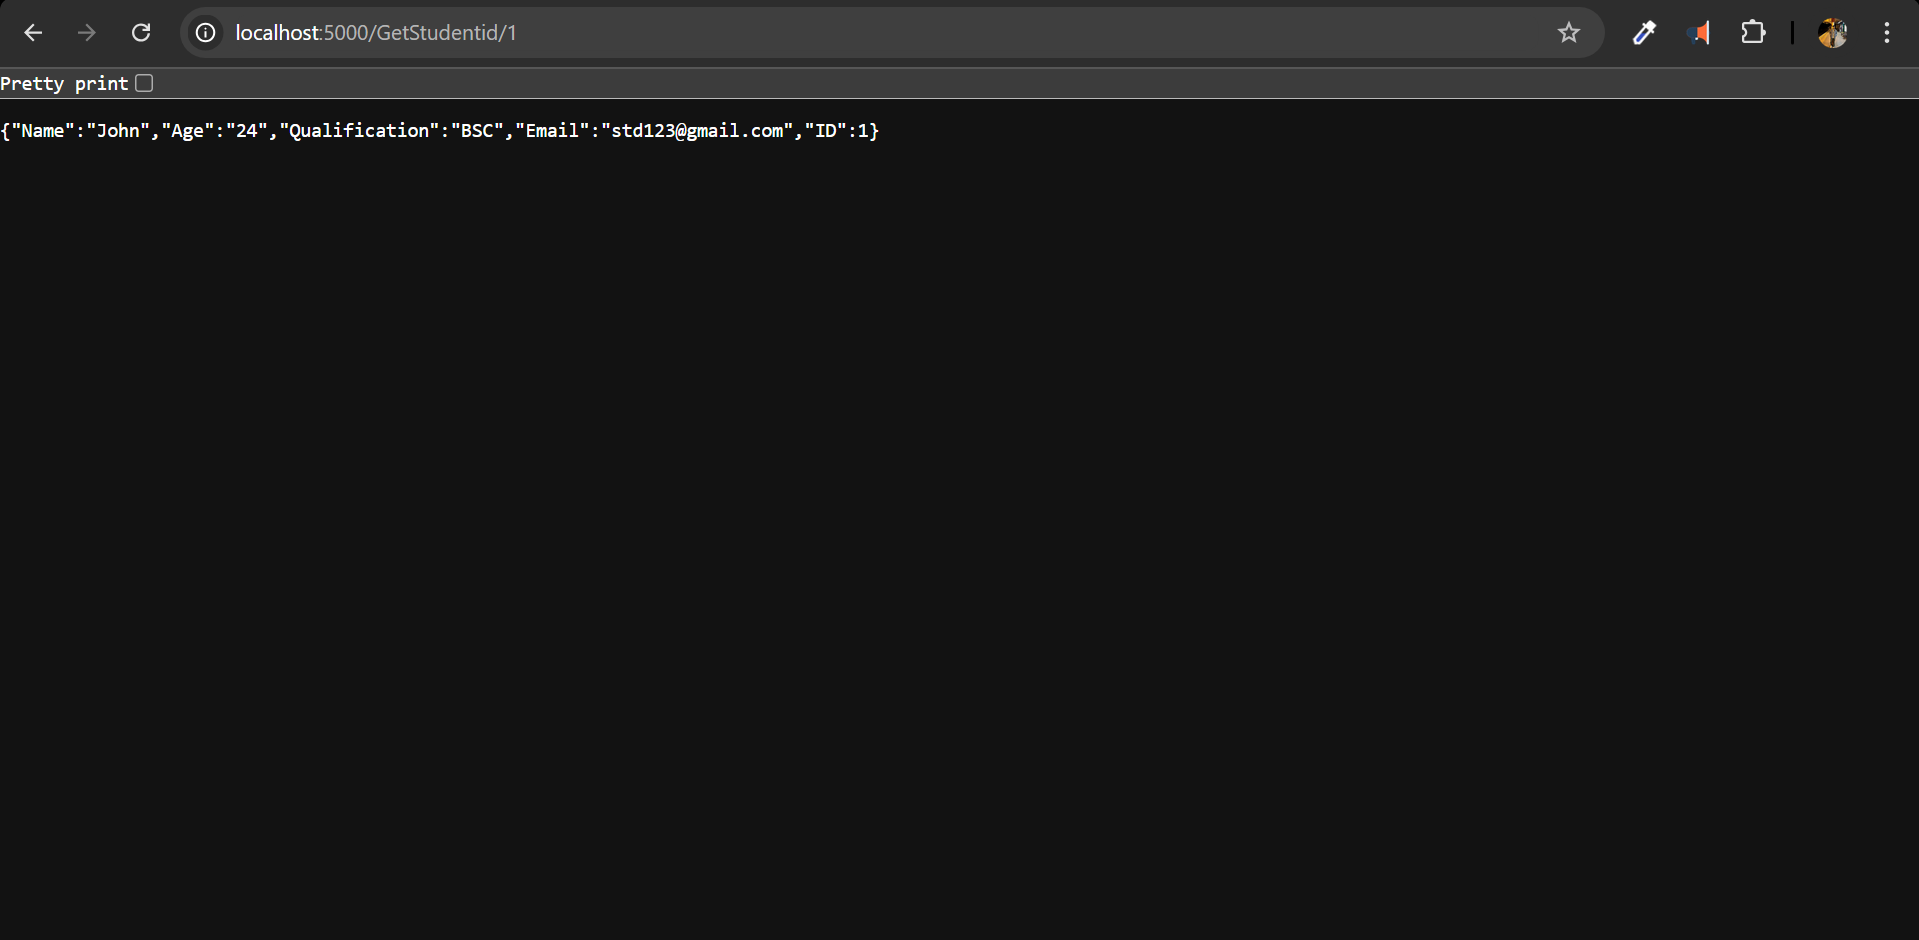 localhost:5000/GetStudentid/1
Pretty print
{"Name":"John","Age":"24","Qualification":"BSC","Email":"std123@gmail.com","ID":1}